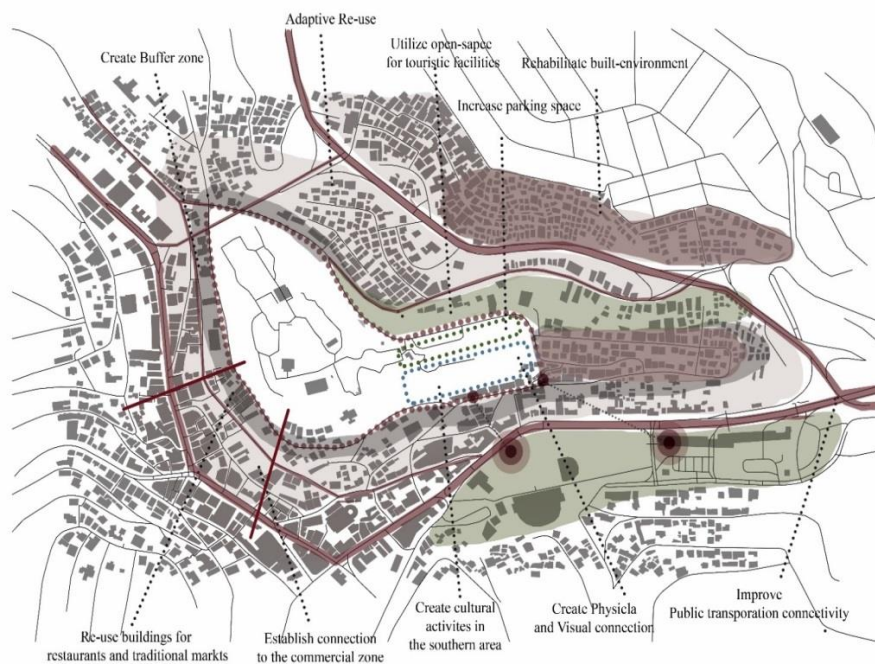 Adaptive Re-use
Create Buffer zone
Utilize open-sapce
for touristic facilities
Rehabilitate built-environment
Increase parking space
Re-use buildings for
restaurants and traditional markts
Establish connection
to the commercial zone
Create cultural
activites in
the southern area
Create Physicla
and Visual connection
Improve
Public transporation connectivity